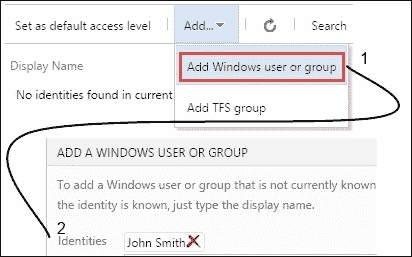 Set as default access level Add... Search
Display Name
Add Windows user or group 1
No identities found in current
Add TFS group
ADD A WINDOWS USER OR GROUP
To add a Windows user or group that is not currently known
the identity is known, just type the display name.
2
Identities John Smith